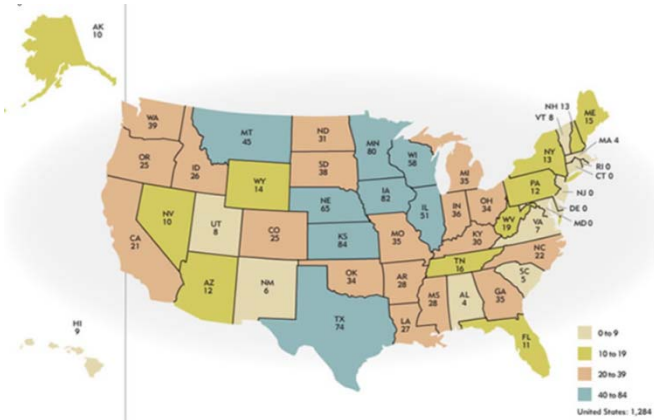 AK
10
WA
39
OR
25
CA
21
NV
10
ID
26
MT
45
WY
14
UT
8
AZ
12
CO
25
NM
6
ND
31
SD
38
NE
65
KS
84
OK
34
TX
74
MN
80
IA
82
MO
35
AR
28
LA
27
WI
58
IL
51
MS
28
MI
35
IN
36
OH
34
KY
30
TN
16
AL
4
GA
35
FL
11
SC
5
NC
22
VA
7
WV
19
PA
12
NY
13
VT 8
NH 13
ME
15
MA 4
RI 0
CT 0
NJ 0
DE 0
MD 0
HI
9
0 to 9
10 to 19
20 to 39
40 to 84
United States: 1,284